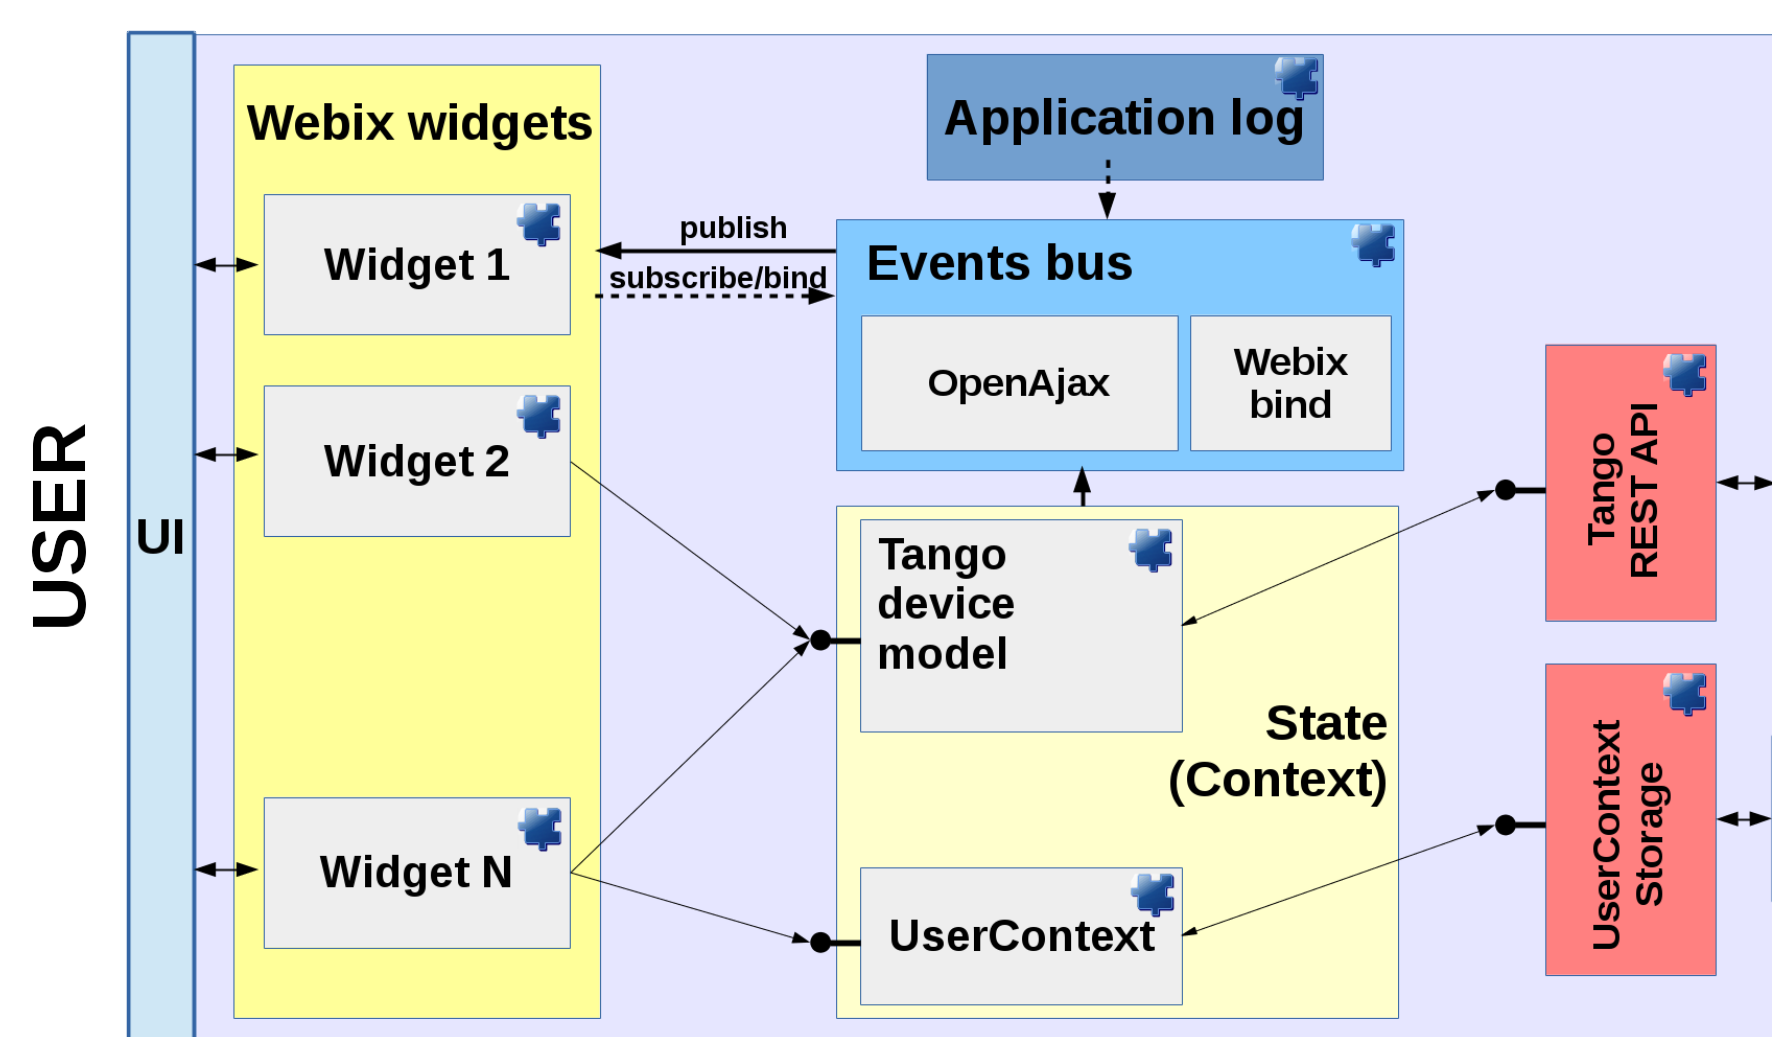 USER
UI
Webix widgets
Widget 1
Widget 2
Widget N
publish
subscribe/bind
Application log
Events bus
OpenAjax
Webix
bind
Tango
device
model
State
(Context)
UserContext
Tango
REST API
UserContext
Storage